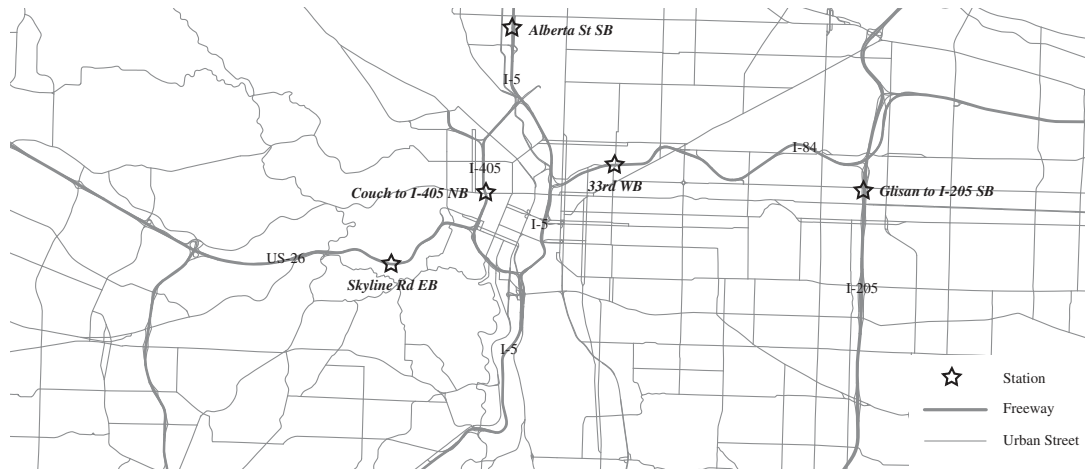 Alberta St SB
I-5
I-84
I-405
33rd WB
Couch to I-405 NB
Glisan to I-205 SB
I-5
US-26
Skyline Rd EB
I-205
I-5
Station
Freeway
Urban Street